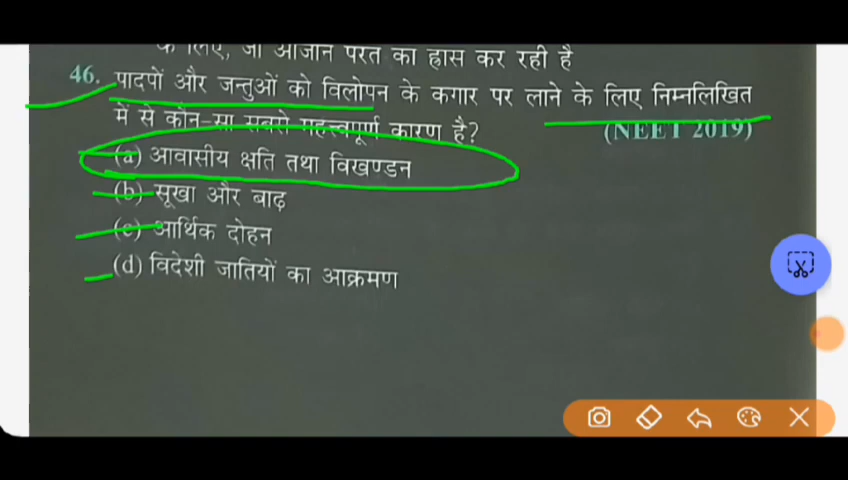 के लिए, जो ओजोन परत का ह्रास कर रही है
46. पादपों और जन्तुओं को विलोपन के कगार पर लाने के लिए निम्नलिखित
में से कौन-सा सबसे महत्त्वपूर्ण कारण है? (NEET 2019)
(a) आवासीय क्षति तथा विखण्डन
(b) सूखा और बाढ़
(c) आर्थिक दोहन
(d) विदेशी जातियों का आक्रमण